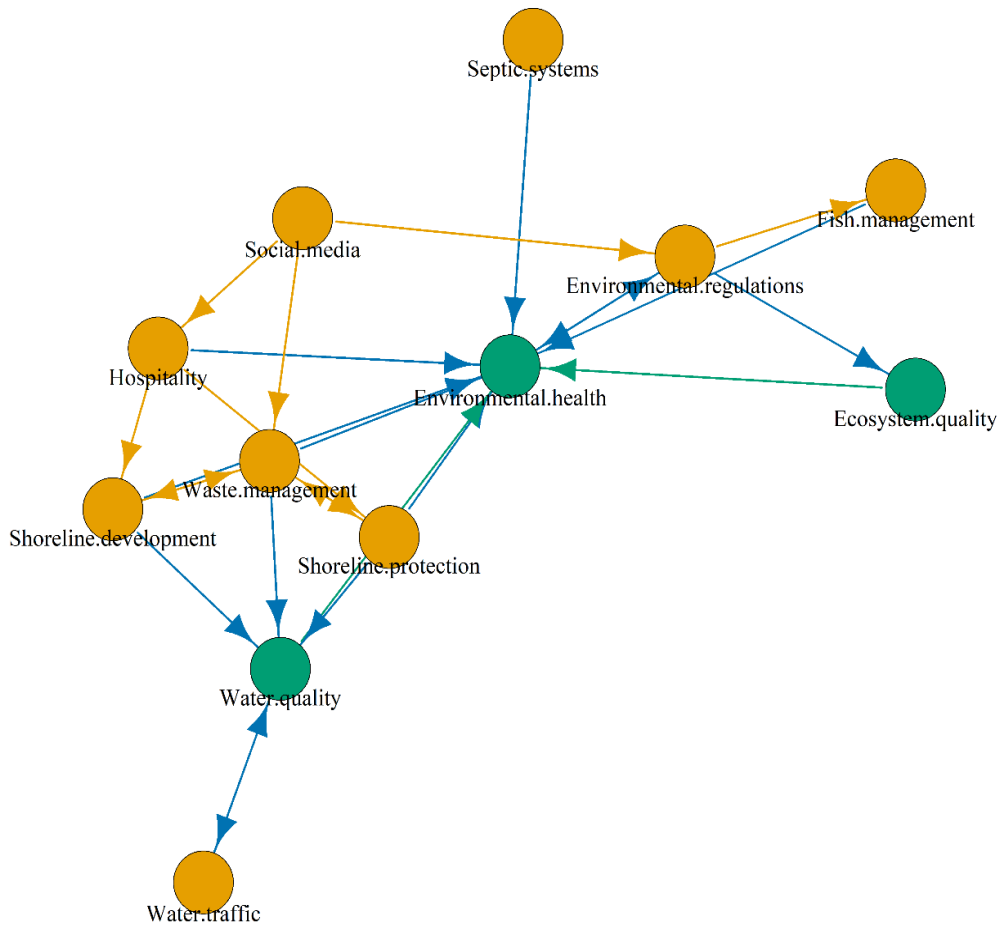 Septic.systems
Fish.management
Social.media
Environmental.regulations
Hospitality
Environmental.health
Ecosystem.quality
Waste.management
Shoreline.development
Shoreline.protection
Water.quality
Water.traffic